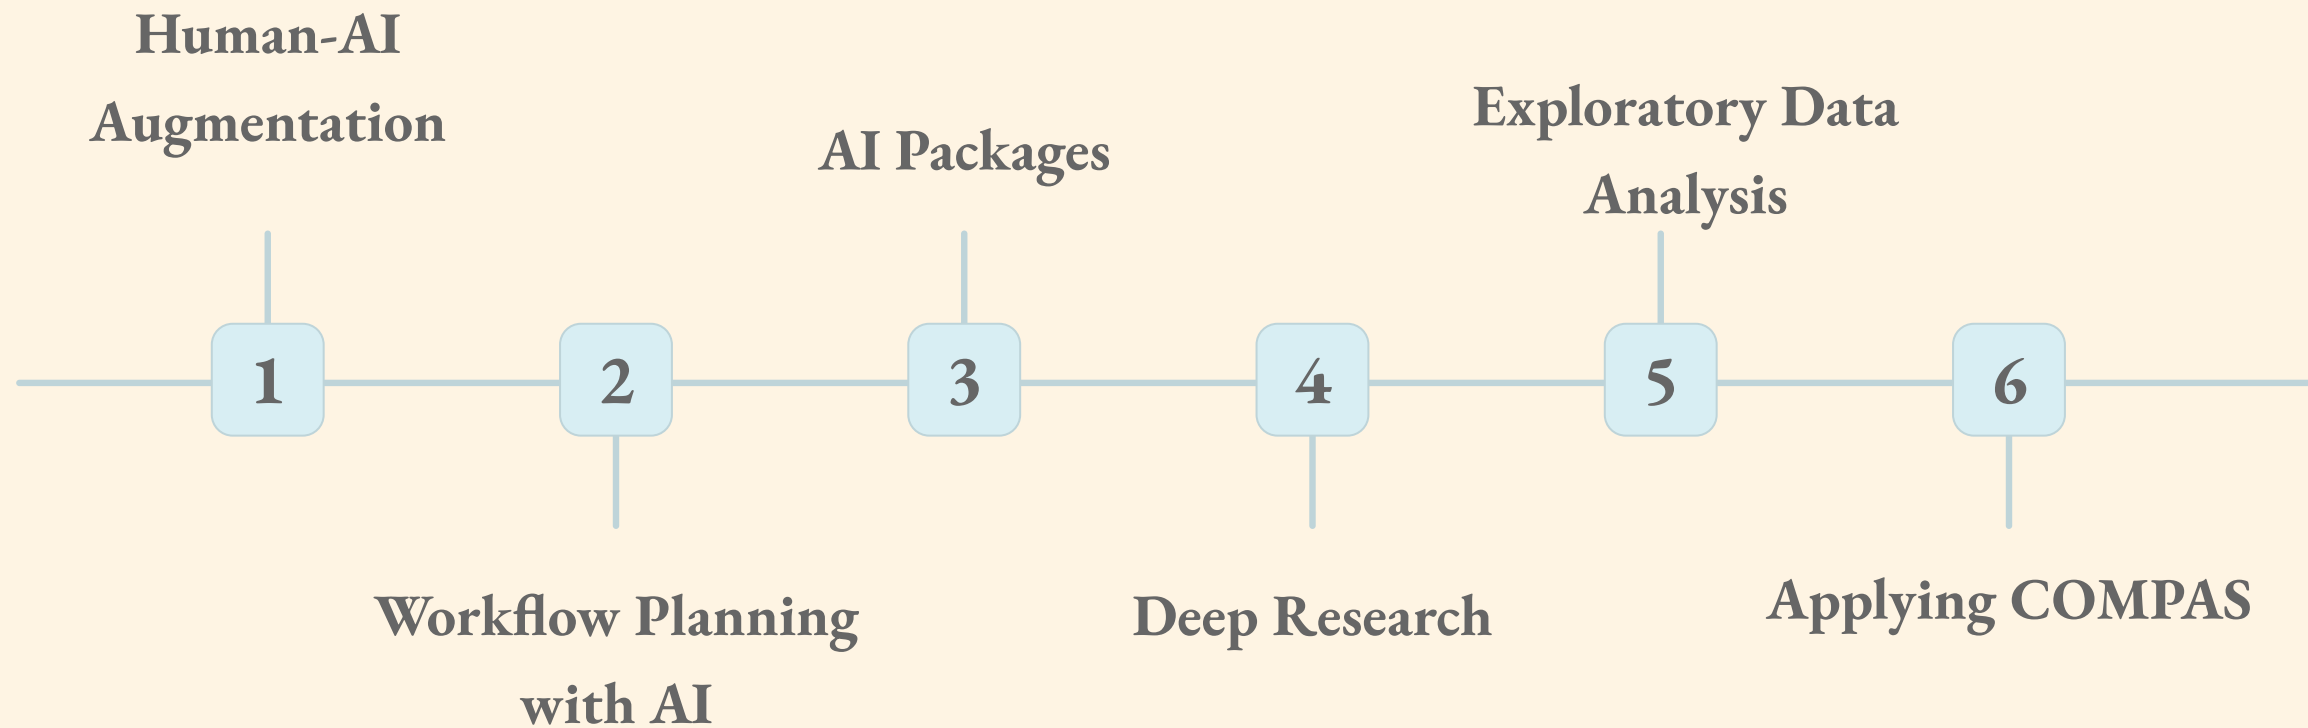 Human-AI
Augmentation
AI Packages
Exploratory Data
Analysis
1
2
3
4
5
6
Workflow Planning
with AI
Deep Research
Applying COMPAS